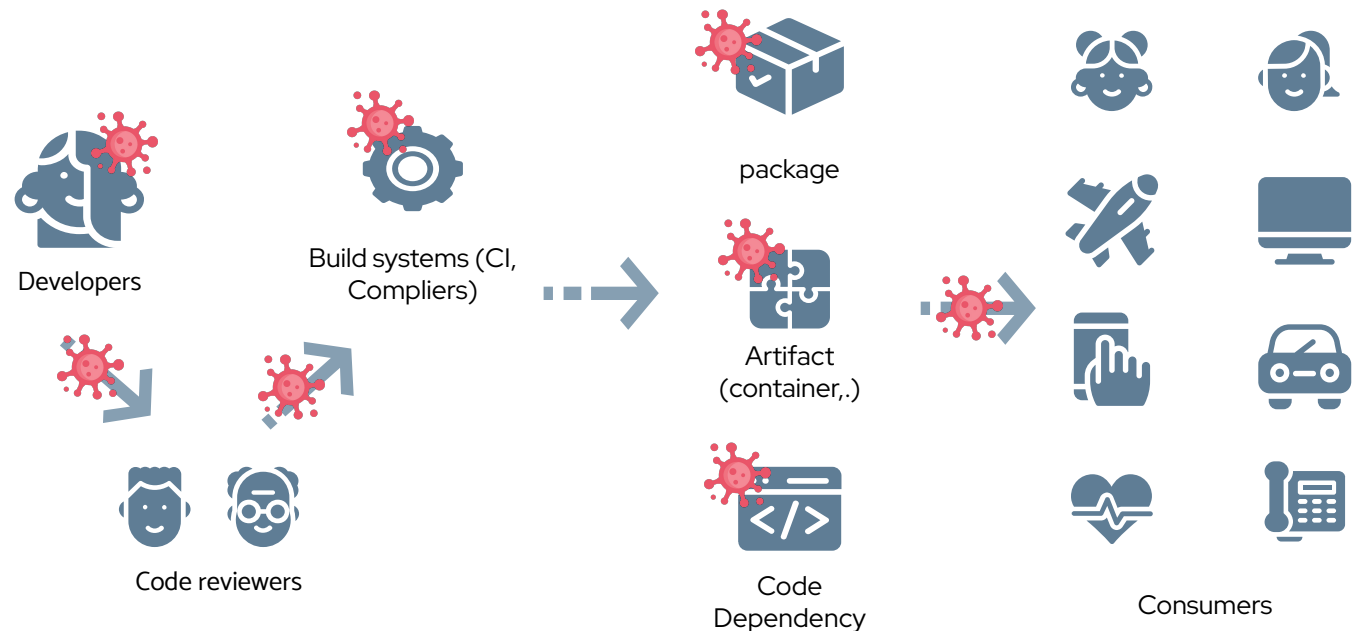 Developers
Build systems (CI,
Compliers)
Code reviewers
package
Artifact
(container,.)
Code
Dependency
Consumers